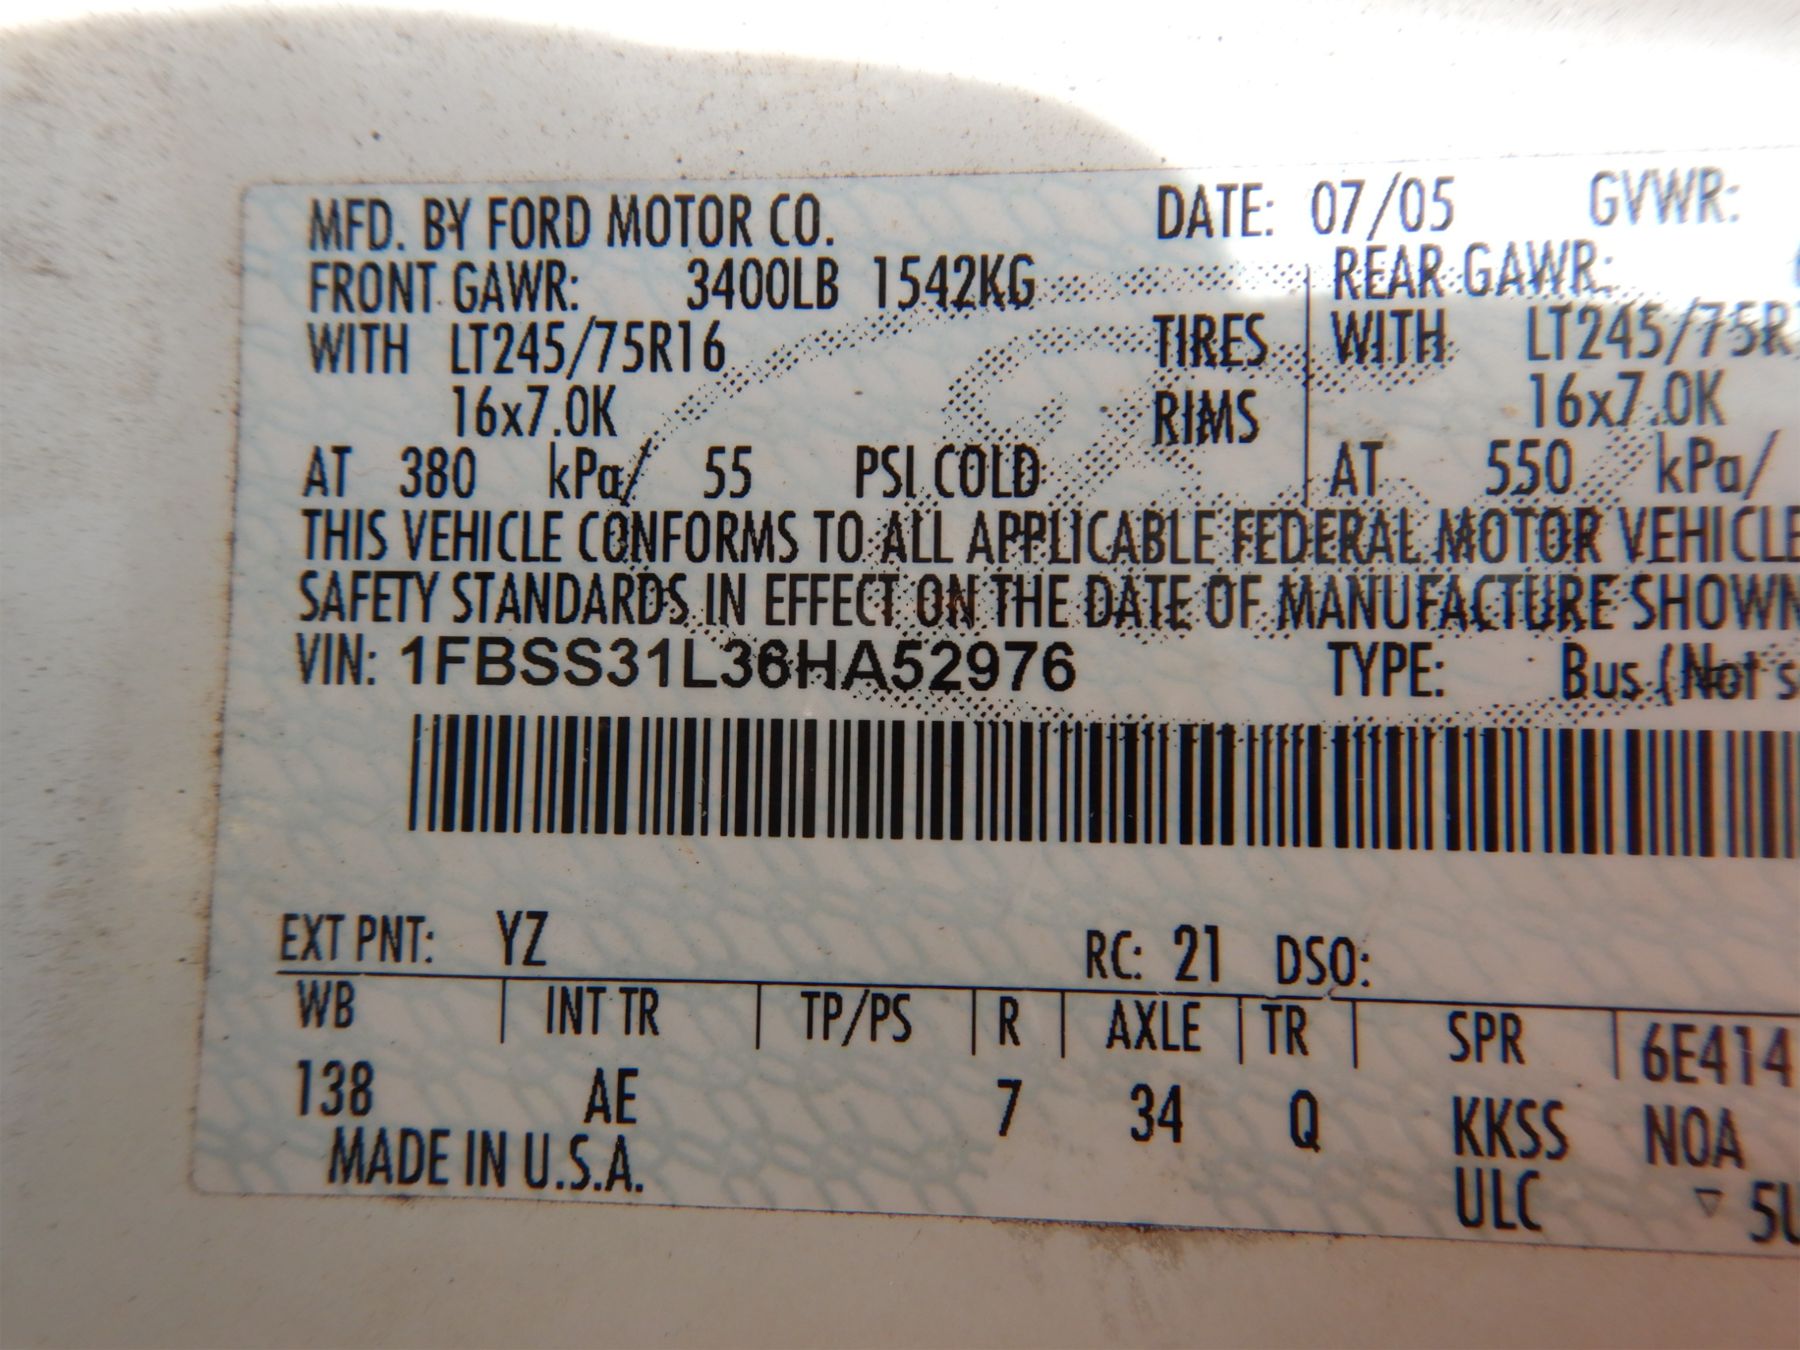 MFD. BY FORD MOTOR CO. DATE: 07/05 GVWR:
FRONT GAWR: 3400LB 1542KG REAR GAWR:
WITH LT245/75R16 TIRES WITH LT245/75R
16x7.0K RIMS 16x7.0K
AT 380 kPa/ 55 PSI COLD AT 550 kPa/
THIS VEHICLE CONFORMS TO ALL APPLICABLE FEDERAL MOTOR VEHICLE
SAFETY STANDARDS IN EFFECT ON THE DATE OF MANUFACTURE SHOWN
VIN: 1FBSS31L36HA52976 TYPE: Bus (Not s
EXT PNT: YZ RC: 21 DSO:
WB INT TR TP/PS R AXLE TR SPR 6E414
138 AE 7 34 Q KKSS NOA
MADE IN U.S.A. ULC ▽ 5U